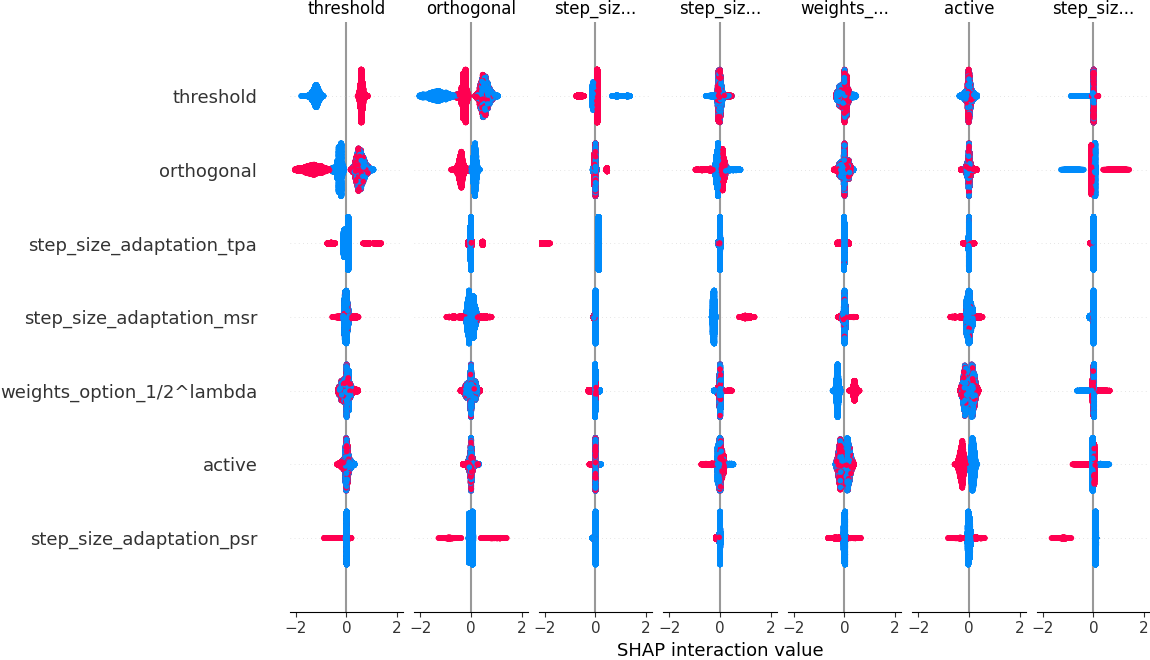 threshold orthogonal step_siz... step_siz... weights_... active step_siz...
threshold
orthogonal
step_size_adaptation_tpa
step_size_adaptation_msr
weights_option_1/2^lambda
active
step_size_adaptation_psr
−2 0 2 −2 0 2 −2 0 2 −2 0 2 −2 0 2 −2 0 2 −2 0 2
SHAP interaction value